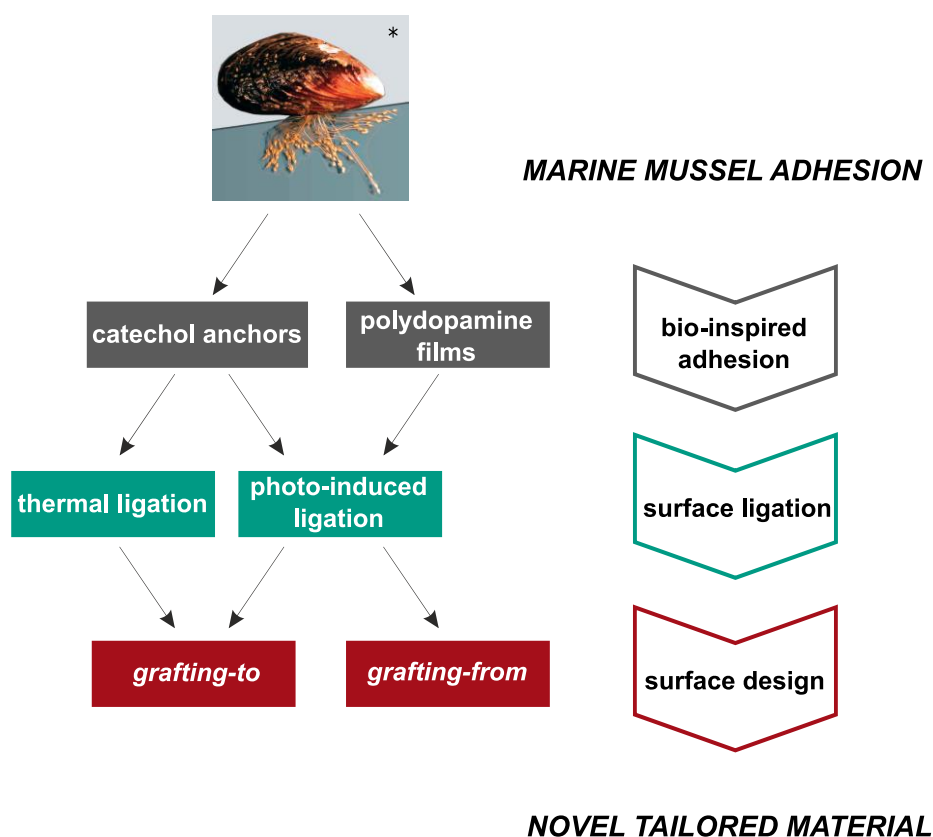 *
MARINE MUSSEL ADHESION
catechol anchors
polydopamine
films
bio-inspired
adhesion
thermal ligation
photo-induced
ligation
surface ligation
grafting-to
grafting-from
surface design
NOVEL TAILORED MATERIAL